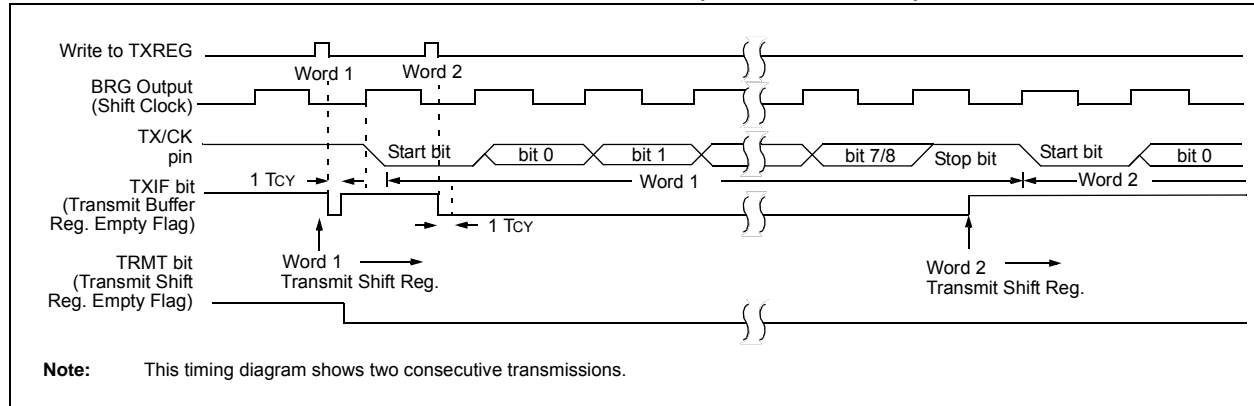 Write to TXREG
Word 1
Word 2
BRG Output
(Shift Clock)
TX/CK
pin
Start bit
bit 0
bit 1
bit 7/8
Stop bit
Start bit
bit 0
1 TCY
Word 1
Word 2
TXIF bit
(Transmit Buffer
Reg. Empty Flag)
1 TCY
Word 1
Transmit Shift Reg.
Word 2
Transmit Shift Reg.
TRMT bit
(Transmit Shift
Reg. Empty Flag)
Note: This timing diagram shows two consecutive transmissions.